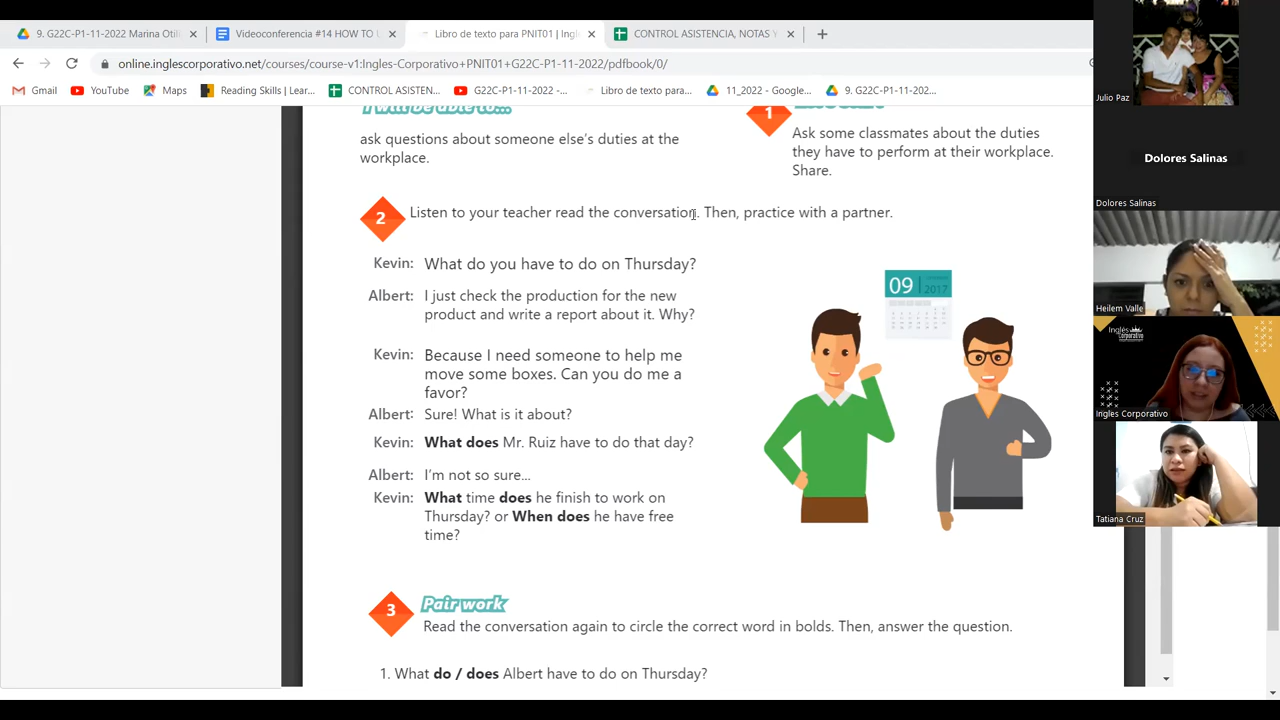 9. G22C-P1-11-2022 Marina Otil
Videoconferencia #14 HOW TO U
Libro de texto para PNIT01 | Ingl
CONTROL ASISTENCIA, NOTAS Y
online.inglescorporativo.net/courses/course-v1:Ingles-Corporativo+PNIT01+G22C-P1-11-2022/pdfbook/0/
Gmail
YouTube
Maps
Reading Skills | Lear...
CONTROL ASISTEN...
G22C-P1-11-2022 -...
Libro de texto para...
11_2022 - Google...
9. G22C-P1-11-202...
I will be able to...
ask questions about someone else's duties at the
workplace.
1
Ask some classmates about the duties
they have to perform at their workplace.
Share.
2
Listen to your teacher read the conversation. Then, practice with a partner.
Kevin: What do you have to do on Thursday?
Albert: I just check the production for the new
product and write a report about it. Why?
Kevin: Because I need someone to help me
move some boxes. Can you do me a
favor?
Albert: Sure! What is it about?
Kevin: What does Mr. Ruiz have to do that day?
Albert: I'm not so sure...
Kevin: What time does he finish to work on
Thursday? or When does he have free
time?
09
2017
3
Pair work
Read the conversation again to circle the correct word in bolds. Then, answer the question.
1. What do / does Albert have to do on Thursday?
Julio Paz
Dolores Salinas
Dolores Salinas
Heilem Valle
Inglés
Corporativo
Ingles Corporativo
Tatiana Cruz